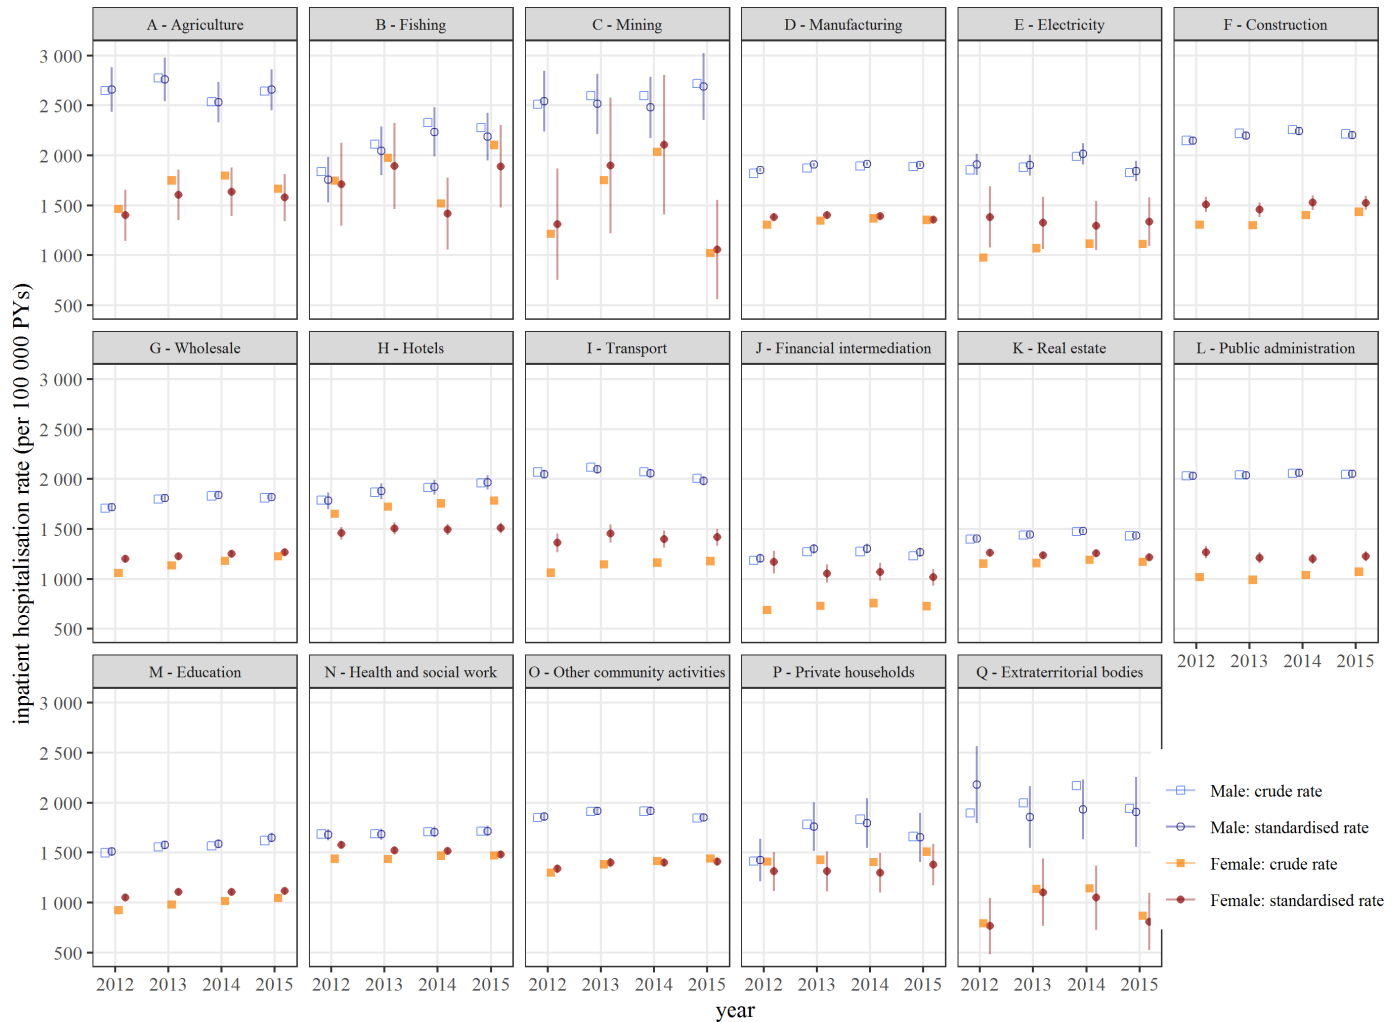 A - Agriculture
B - Fishing
C - Mining
D - Manufacturing
E - Electricity
F - Construction
3 000
2 500
2 000
1 500
1 000
500
G - Wholesale
H - Hotels
I - Transport
J - Financial intermediation
K - Real estate
L - Public administration
3 000
2 500
2 000
1 500
1 000
500
2012 2013 2014 2015
M - Education
N - Health and social work
O - Other community activities
P - Private households
Q - Extraterritorial bodies
3 000
2 500
2 000
1 500
1 000
500
2012 2013 2014 2015
2012 2013 2014 2015
2012 2013 2014 2015
2012 2013 2014 2015
2012 2013 2014 2015
inpatient hospitalisation rate (per 100 000 PYs)
year
Male: crude rate
Male: standardised rate
Female: crude rate
Female: standardised rate